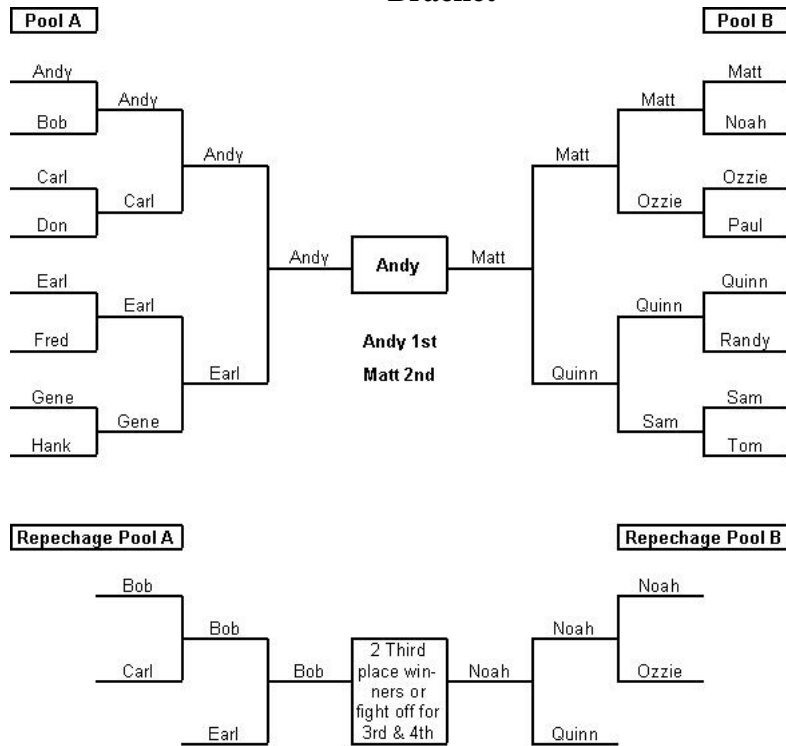 Bracket
Pool A
Pool B
Andy
Matt
Andy
Matt
Bob
Noah
Andy
Matt
Carl
Ozzie
Carl
Ozzie
Don
Paul
Andy
Andy
Matt
Earl
Quinn
Earl
Quinn
Fred
Randy
Andy 1st
Matt 2nd
Earl
Quinn
Gene
Sam
Gene
Sam
Hank
Tom
Repechage Pool A
Repechage Pool B
Bob
Noah
Bob
Noah
2 Third
place win-
ners or
fight off for
3rd & 4th
Carl
Bob
Noah
Ozzie
Earl
Quinn